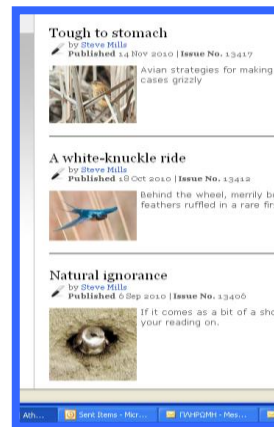 Tough to stomach
by Steve Mills
Published 14 Nov 2010 | Issue No. 13417
Avian strategies for making
cases grizzly
A white-knuckle ride
by Steve Mills
Published 18 Oct 2010 | Issue No. 13412
Behind the wheel, merrily
feathers ruffled in a rare
Natural ignorance
by Steve Mills
Published 6 Sep 2010 | Issue No. 13406
If it comes as a bit of a
your reading on.
Ath... Sent Items - Micr... ΠΛΗΡΩΜΗ - Mes...